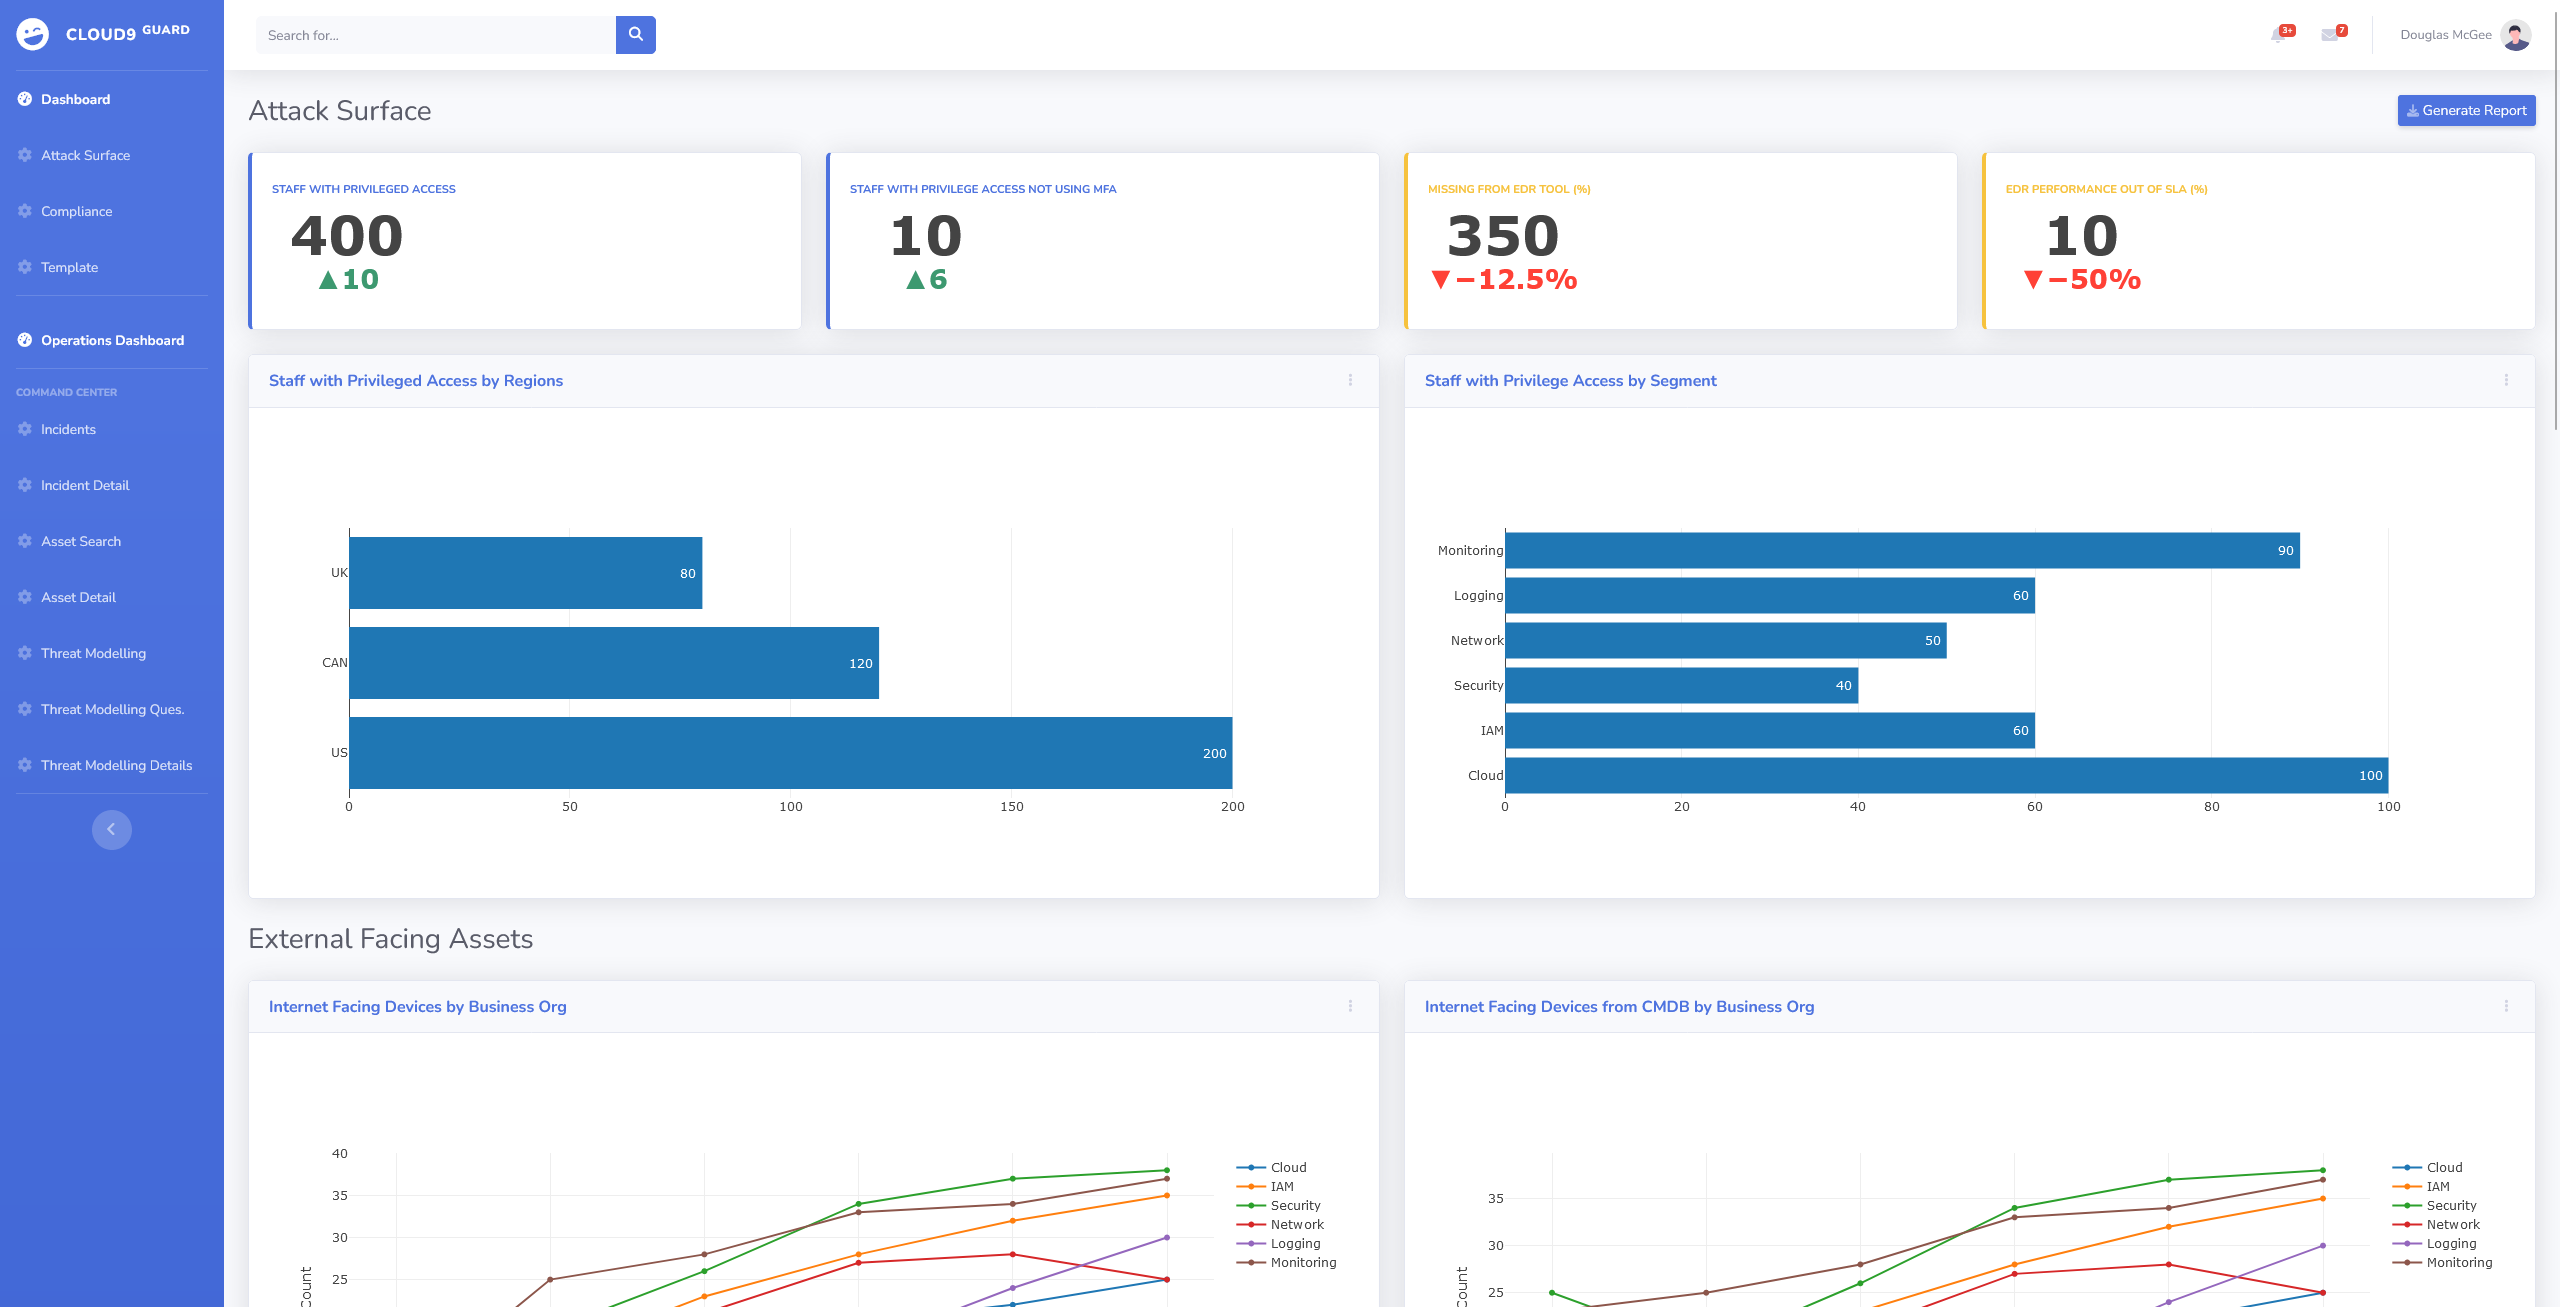 CLOUD9 GUARD
Dashboard
Attack Surface
Compliance
Template
Operations Dashboard
COMMAND CENTER
Incidents
Incident Detail
Asset Search
Asset Detail
Threat Modelling
Threat Modelling Ques.
Threat Modelling Details
Search for...
3+
7
Douglas McGee
Attack Surface
Generate Report
STAFF WITH PRIVILEGED ACCESS
400
▲10
STAFF WITH PRIVILEGE ACCESS NOT USING MFA
10
▲6
MISSING FROM EDR TOOL (%)
350
▼−12.5%
EDR PERFORMANCE OUT OF SLA (%)
10
▼−50%
Staff with Privileged Access by Regions
UK
80
CAN
120
US
200
0 50 100 150 200
Staff with Privilege Access by Segment
Monitoring
90
Logging
60
Network
50
Security
40
IAM
60
Cloud
100
0 20 40 60 80 100
External Facing Assets
Internet Facing Devices by Business Org
40
35
30
25
Count
Cloud
IAM
Security
Network
Logging
Monitoring
Internet Facing Devices from CMDB by Business Org
35
30
25
Count
Cloud
IAM
Security
Network
Logging
Monitoring